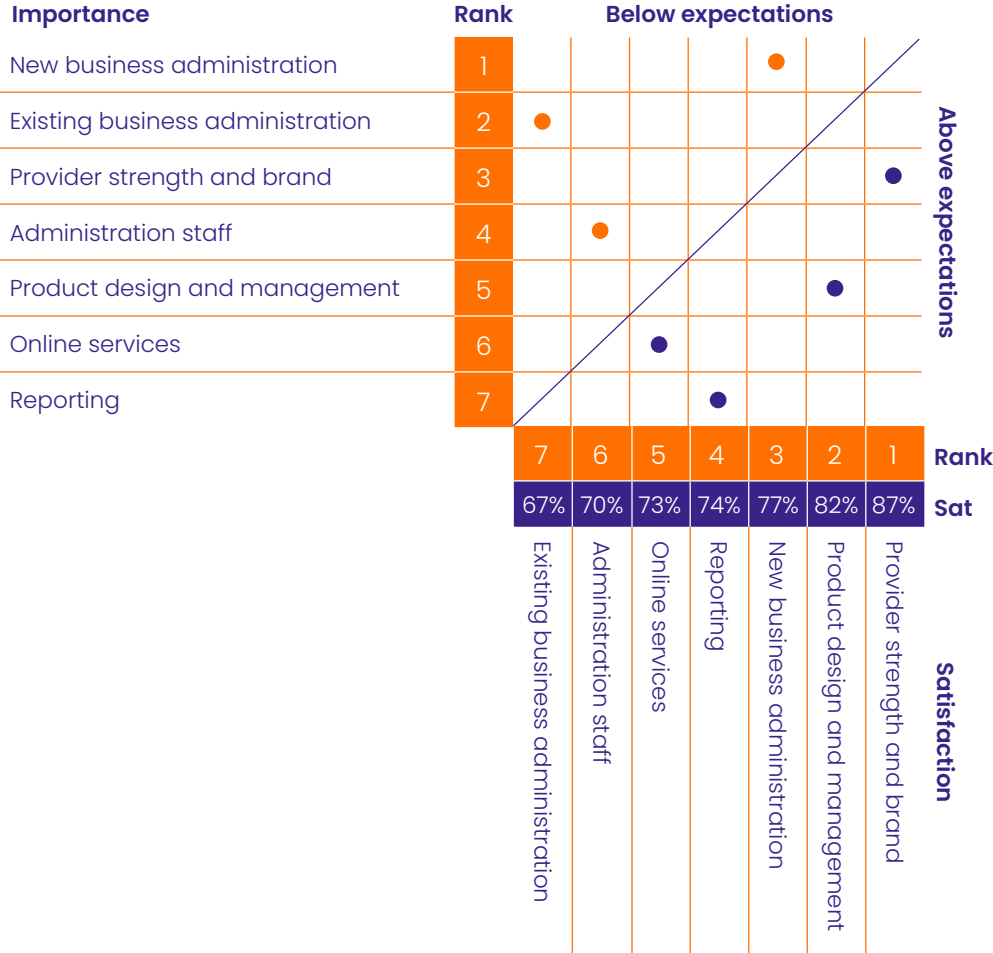 Importance Rank Below expectations
New business administration 1
Existing business administration 2
Provider strength and brand 3
Administration staff 4
Product design and management 5
Online services 6
Reporting 7
Above expectations
7 6 5 4 3 2 1 Rank
67% 70% 73% 74% 77% 82% 87% Sat
Existing business administration
Administration staff
Online services
Reporting
New business administration
Product design and management
Provider strength and brand
Satisfaction